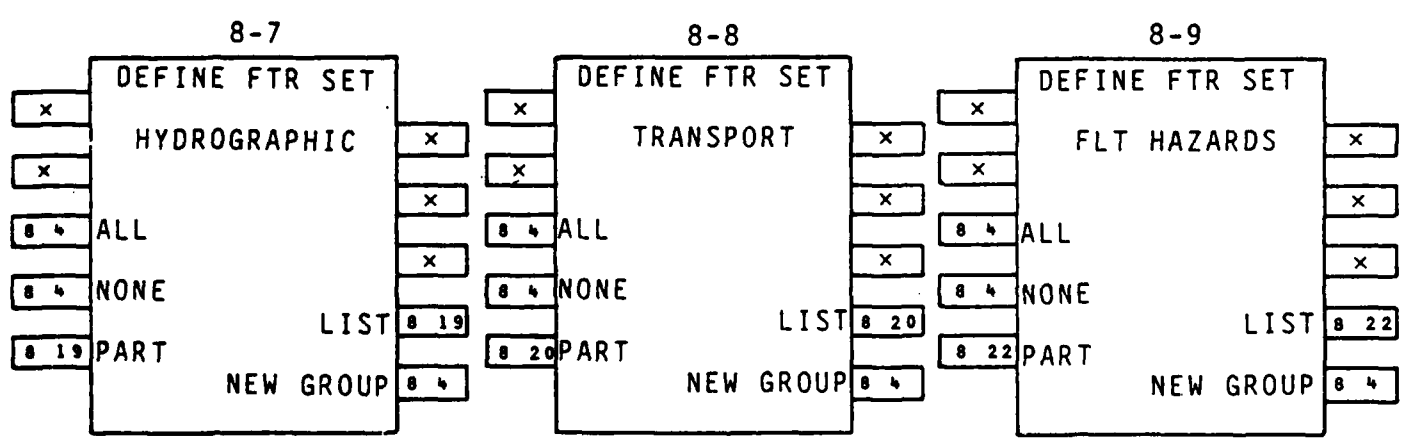 8-7
DEFINE FTR SET
HYDROGRAPHIC
x
x
x
x
x
8 4 ALL
8 4 NONE
LIST 8 19
8 19 PART
NEW GROUP 8 4
8-8
DEFINE FTR SET
TRANSPORT
x
x
x
x
x
8 4 ALL
8 4 NONE
LIST 8 20
8 20 PART
NEW GROUP 8 4
8-9
DEFINE FTR SET
FLT HAZARDS
x
x
x
x
x
8 4 ALL
8 4 NONE
LIST 8 22
8 22 PART
NEW GROUP 8 4